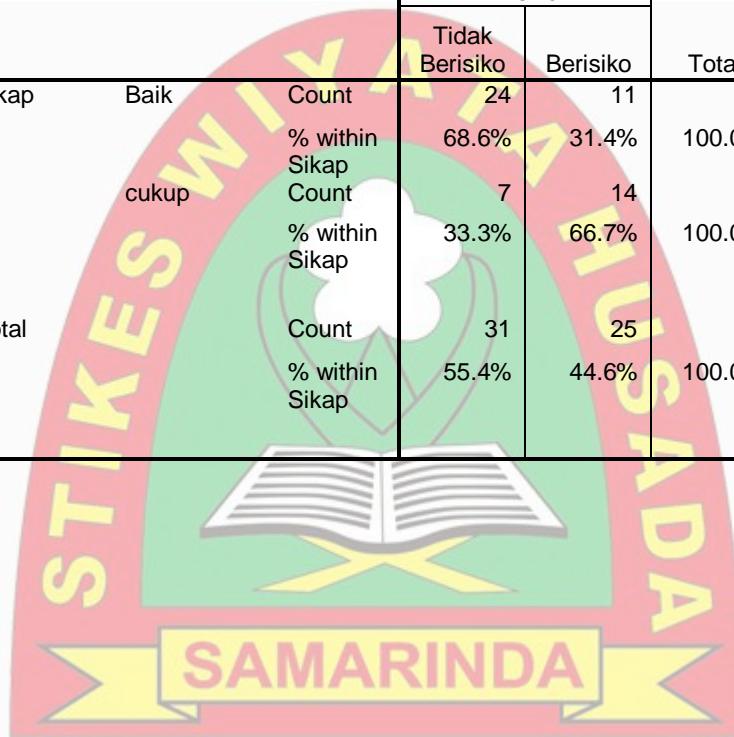 Tidak
Berisiko Berisiko Tota
kap Baik Count 24 11
% within 68.6% 31.4% 100.0
Sikap
cukup Count 7 14
% within 33.3% 66.7% 100.0
Sikap
otal Count 31 25
% within 55.4% 44.6% 100.0
Sikap
STIKES WIYATA HUSADA
SAMARINDA